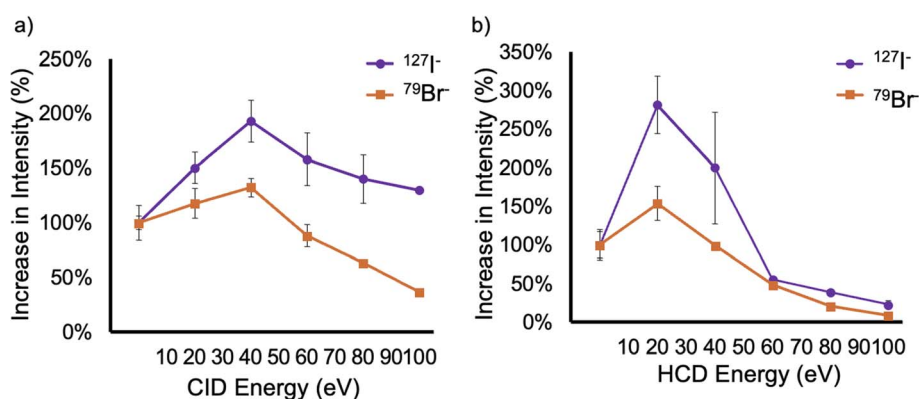 a)
Increase in Intensity (%)
250%
200%
150%
100%
50%
0%
10 20 30 40 50 60 70 80 90100
CID Energy (eV)
¹²⁷I⁻
⁷⁹Br⁻
b)
Increase in Intensity (%)
350%
300%
250%
200%
150%
100%
50%
0%
10 20 30 40 50 60 70 80 90100
HCD Energy (eV)
¹²⁷I⁻
⁷⁹Br⁻